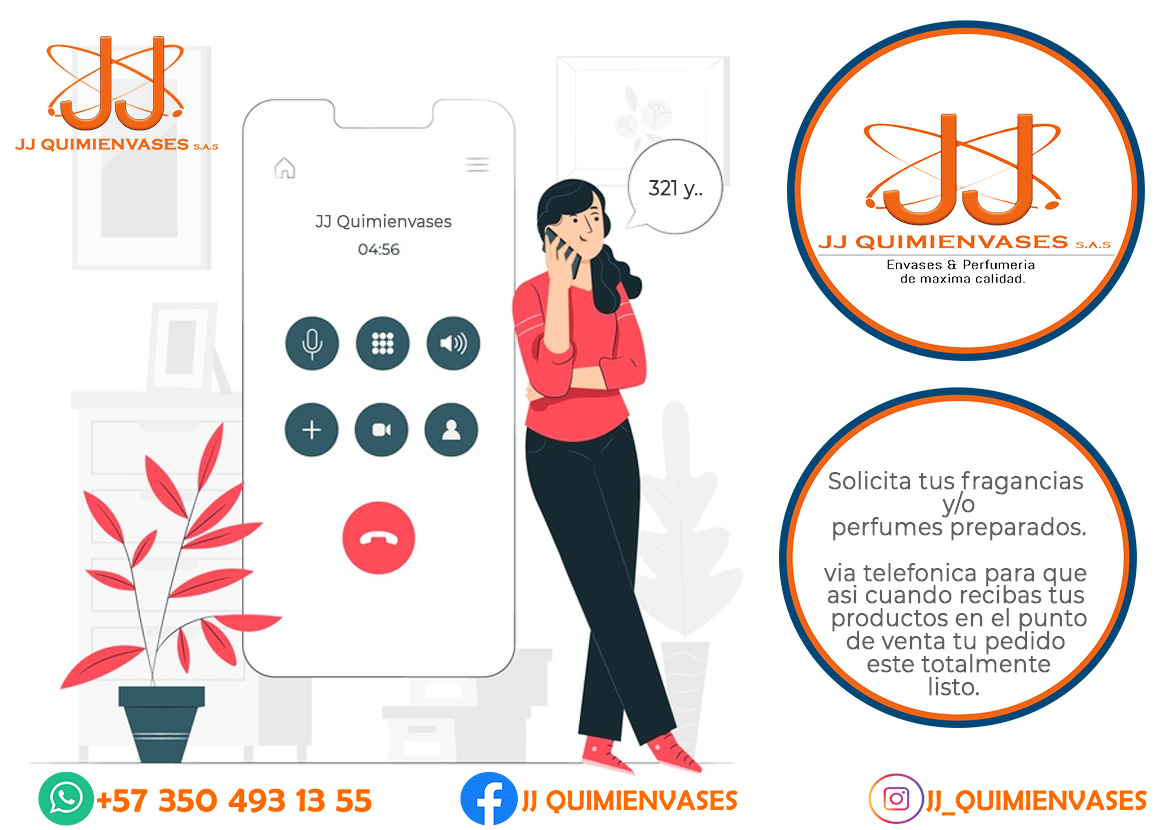 JJ
JJ QUIMIENVASES S.A.S
JJ Quimienvases
04:56
321 y..
JJ
JJ QUIMIENVASES S.A.S
Envases & Perfumeria
de maxima calidad.
Solicita tus fragancias
y/o
perfumes preparados.
via telefonica para que
asi cuando recibas tus
productos en el punto
de venta tu pedido
este totalmente
listo.
+57 350 493 13 55
JJ QUIMIENVASES
JJ_QUIMIENVASES